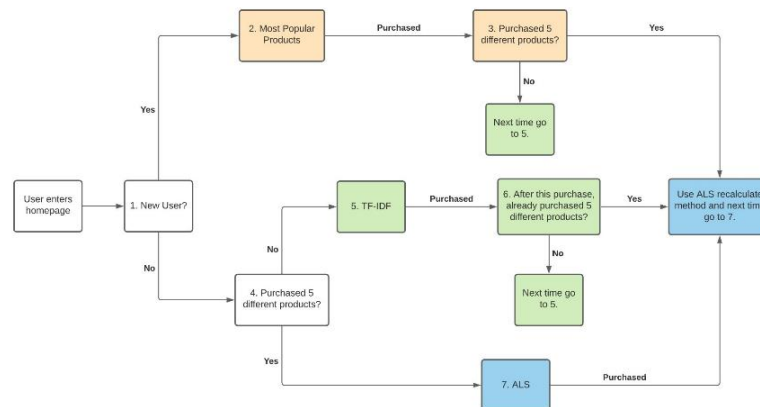 2. Most Popular
Products
Purchased
3. Purchased 5
different products?
Yes
Yes
No
Next time go
to 5.
User enters
homepage
1. New User?
5. TF-IDF
Purchased
6. After this purchase,
already purchased 5
different products?
Yes
Use ALS recalculate
method and next time
go to 7.
No
No
No
4. Purchased 5
different products?
Next time go
to 5.
Yes
7. ALS
Purchased